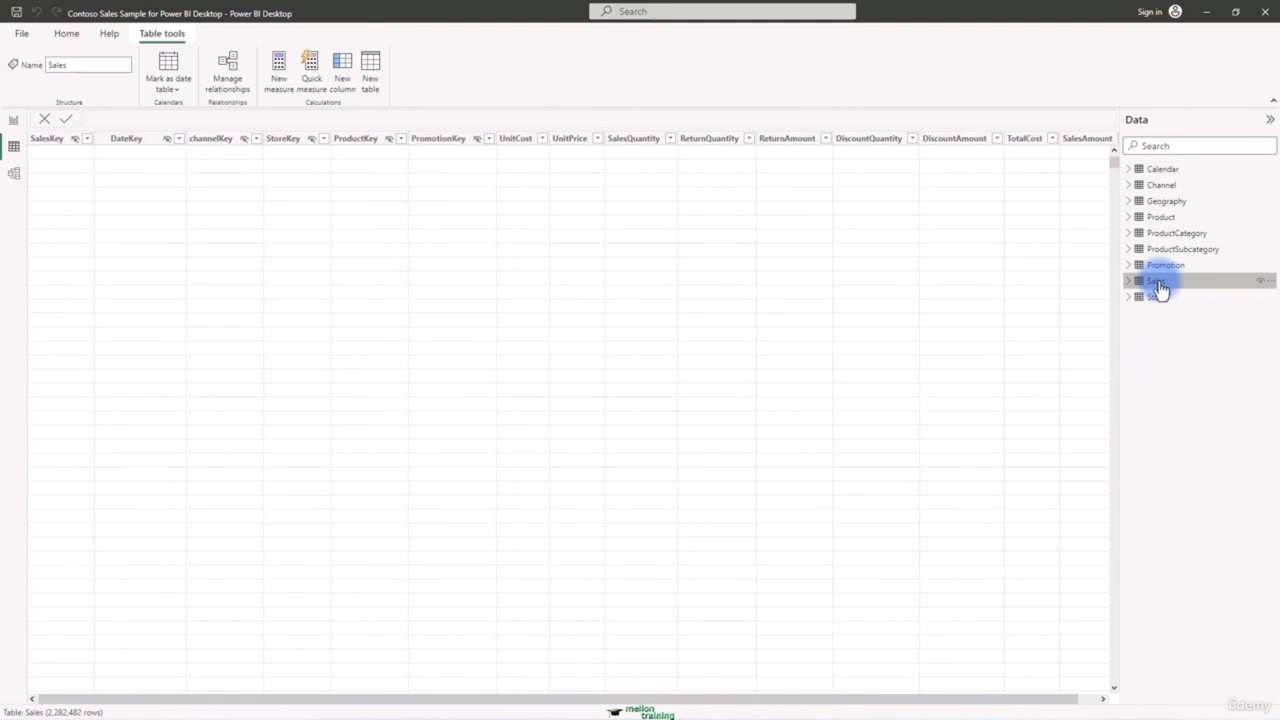 Contoso Sales Sample for Power BI Desktop - Power BI Desktop
Search
Sign in
File
Home
Help
Table tools
Name
Sales
Mark as date table
Manage relationships
New measure
Quick measure
New column
New table
Structure
Calendars
Relationships
Calculations
SalesKey
DateKey
channelKey
StoreKey
ProductKey
PromotionKey
UnitCost
UnitPrice
SalesQuantity
ReturnQuantity
ReturnAmount
DiscountQuantity
DiscountAmount
TotalCost
SalesAmount
Data
Search
Calendar
Channel
Geography
Product
ProductCategory
ProductSubcategory
Promotion
Table: Sales (2,282,482 rows)
mellon
training
ûdemy